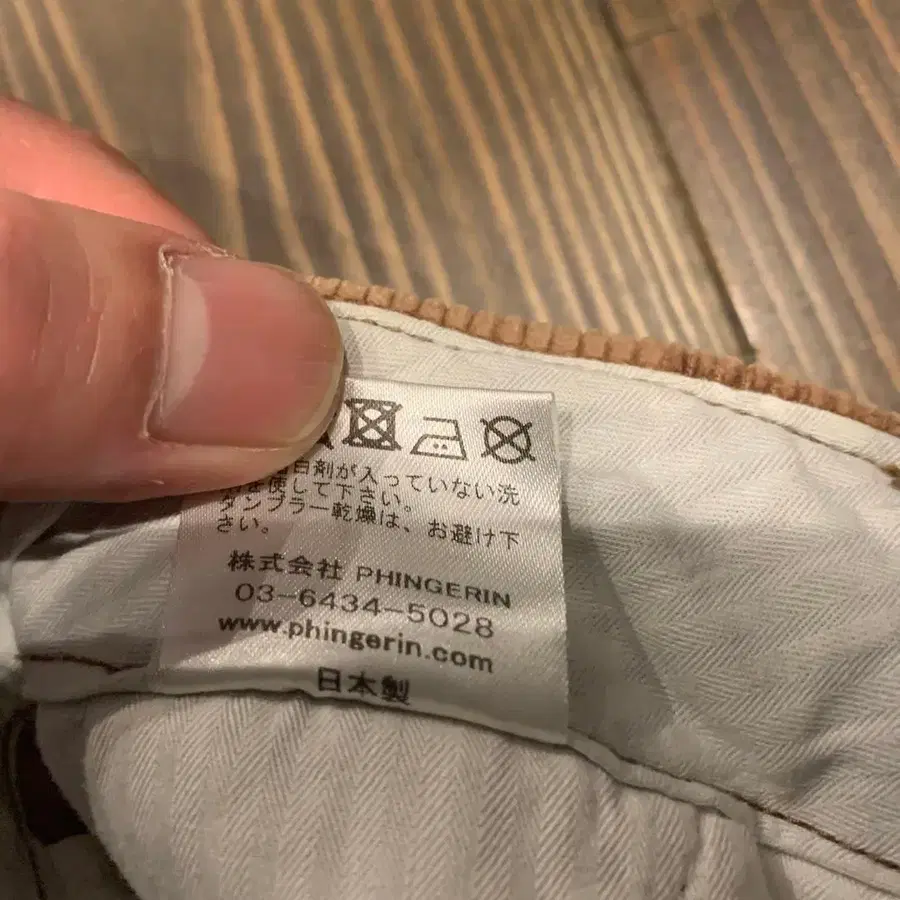 白剤が入っていない洗
を使して下さい。
タンブラー乾燥は、お避け下
さい。
株式会社 PHINGERIN
03-6434-5028
www.phingerin.com
日本製